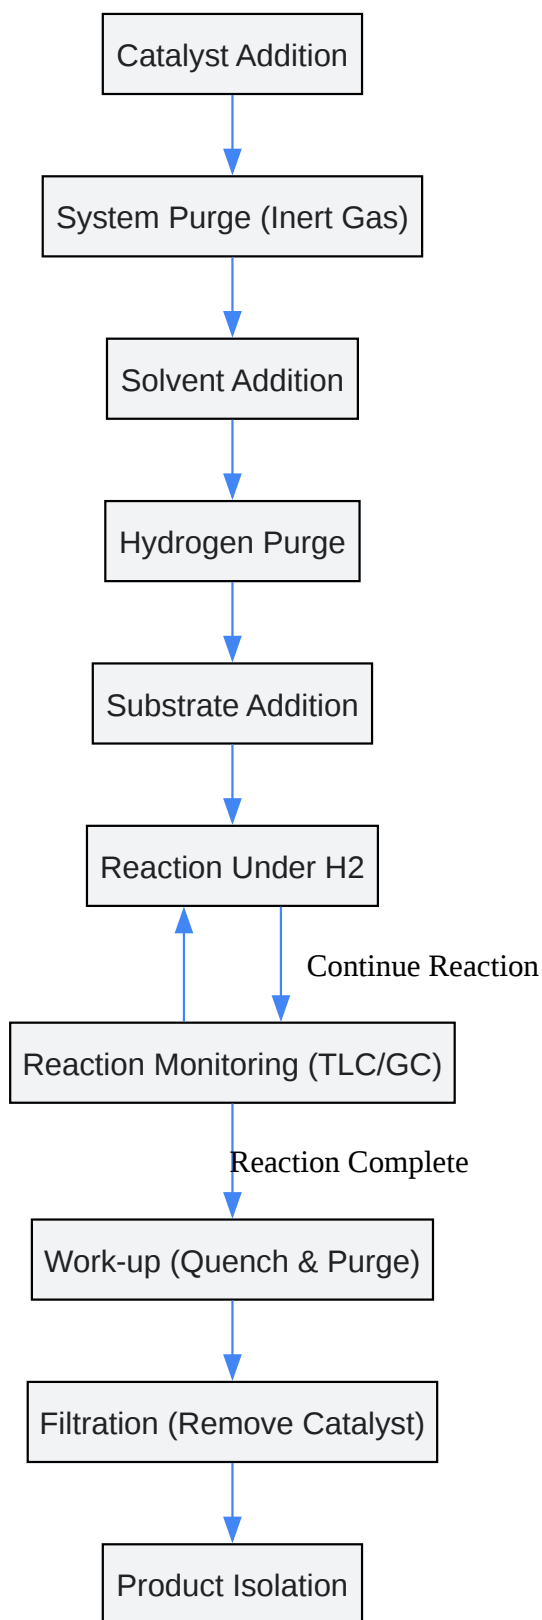 Catalyst Addition
System Purge (Inert Gas)
Solvent Addition
Hydrogen Purge
Substrate Addition
Reaction Under H2
Continue Reaction
Reaction Monitoring (TLC/GC)
Reaction Complete
Work-up (Quench & Purge)
Filtration (Remove Catalyst)
Product Isolation